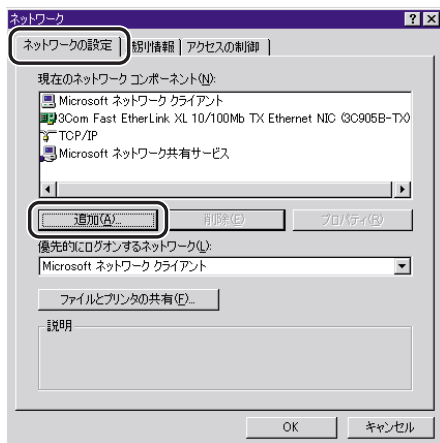 ネットワーク
ネットワークの設定 識別情報 アクセスの制御
現在のネットワーク コンポーネント(N):
Microsoft ネットワーク クライアント
3Com Fast EtherLink XL 10/100Mb TX Ethernet NIC (3C905B-TX)
TCP/IP
Microsoft ネットワーク共有サービス
追加(A)... 削除(E) プロパティ(R)
優先的にログオンするネットワーク(L):
Microsoft ネットワーク クライアント
ファイルとプリンタの共有(F)...
説明
OK キャンセル